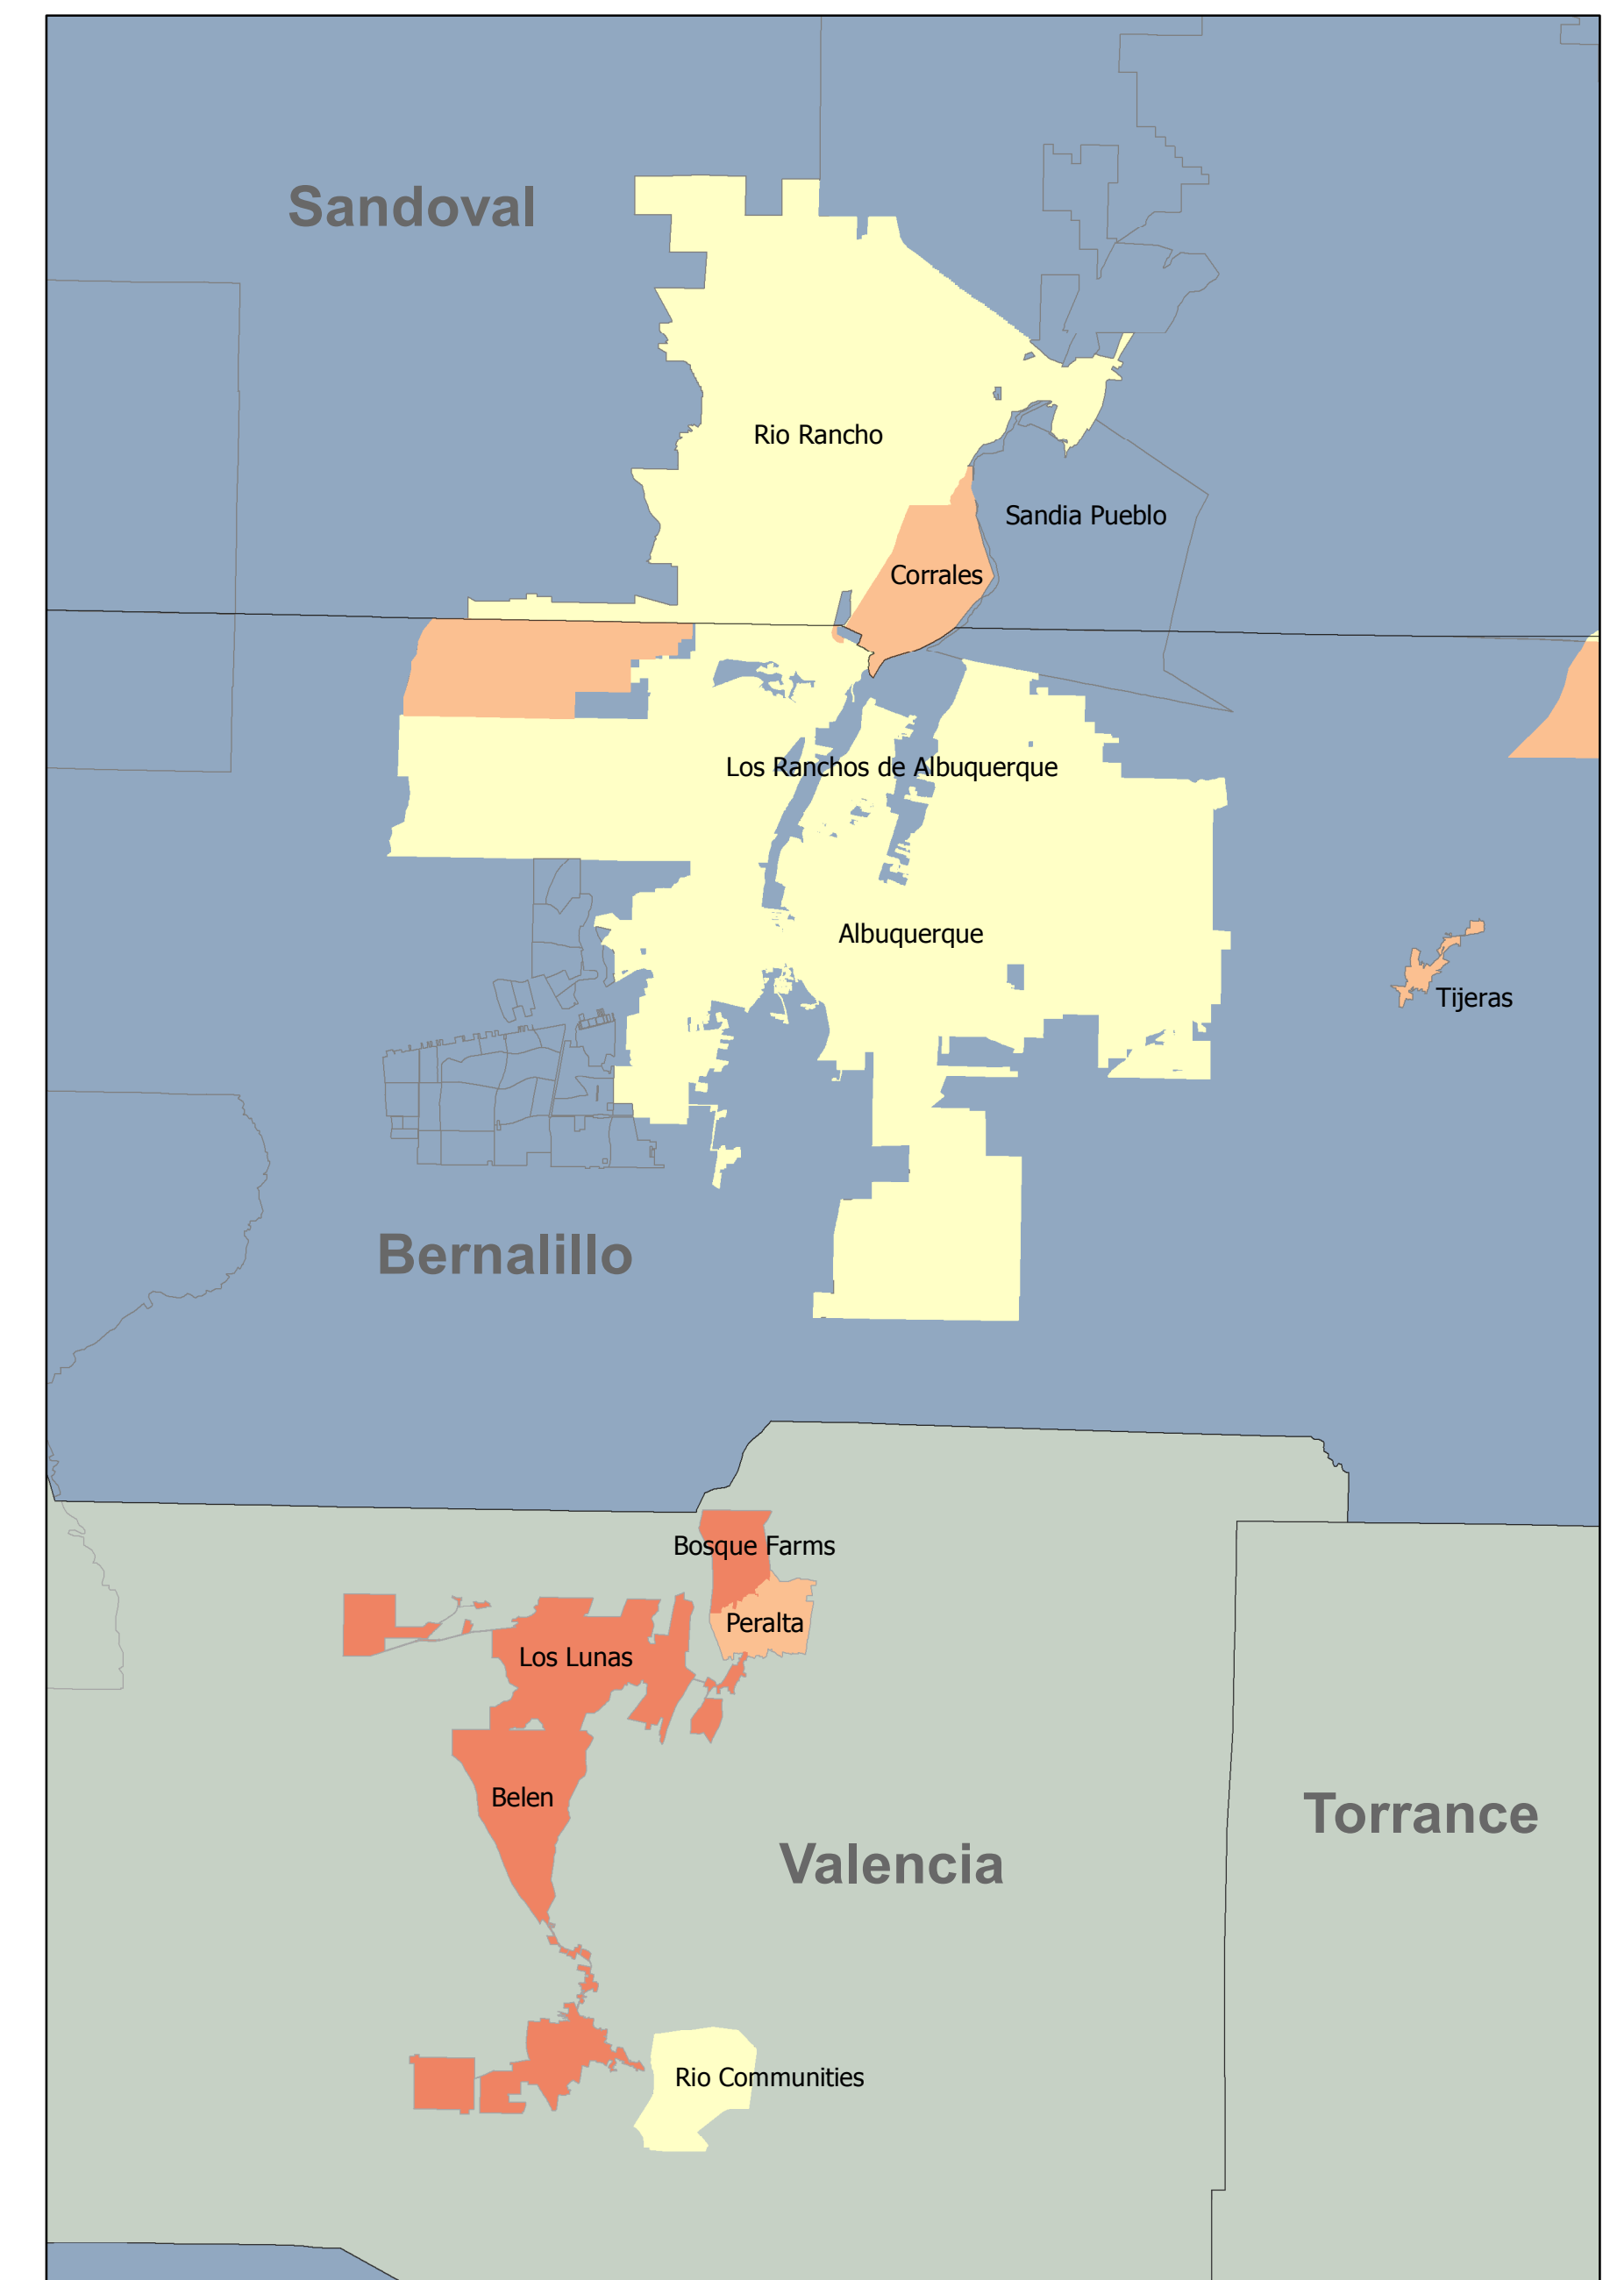 Sandoval
Rio Rancho
Sandia Pueblo
Corrales
Los Ranchos de Albuquerque
Albuquerque
Tijeras
Bernalillo
Bosque Farms
Peralta
Los Lunas
Belen
Torrance
Valencia
Rio Communities